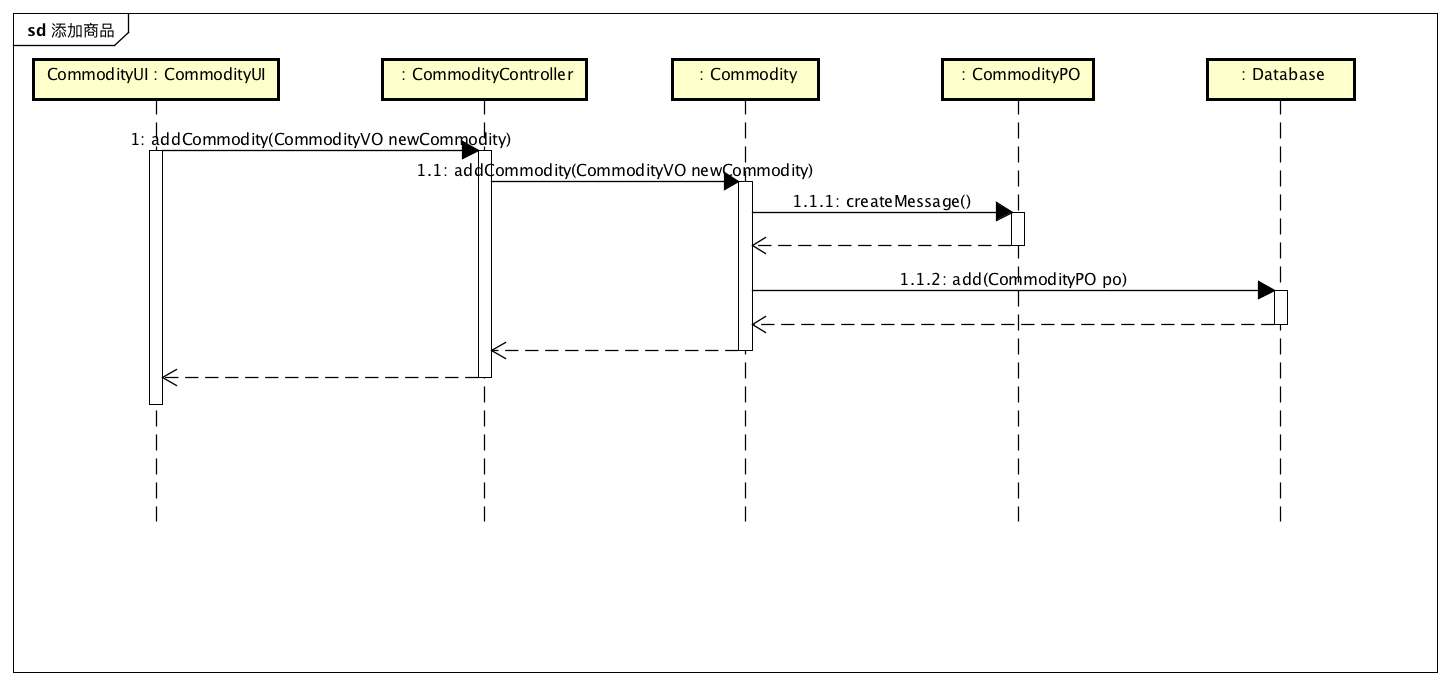 sd 添加商品
CommodityUI : CommodityUI
: CommodityController
: Commodity
: CommodityPO
: Database
1: addCommodity(CommodityVO newCommodity)
1.1: addCommodity(CommodityVO newCommodity)
1.1.1: createMessage()
1.1.2: add(CommodityPO po)